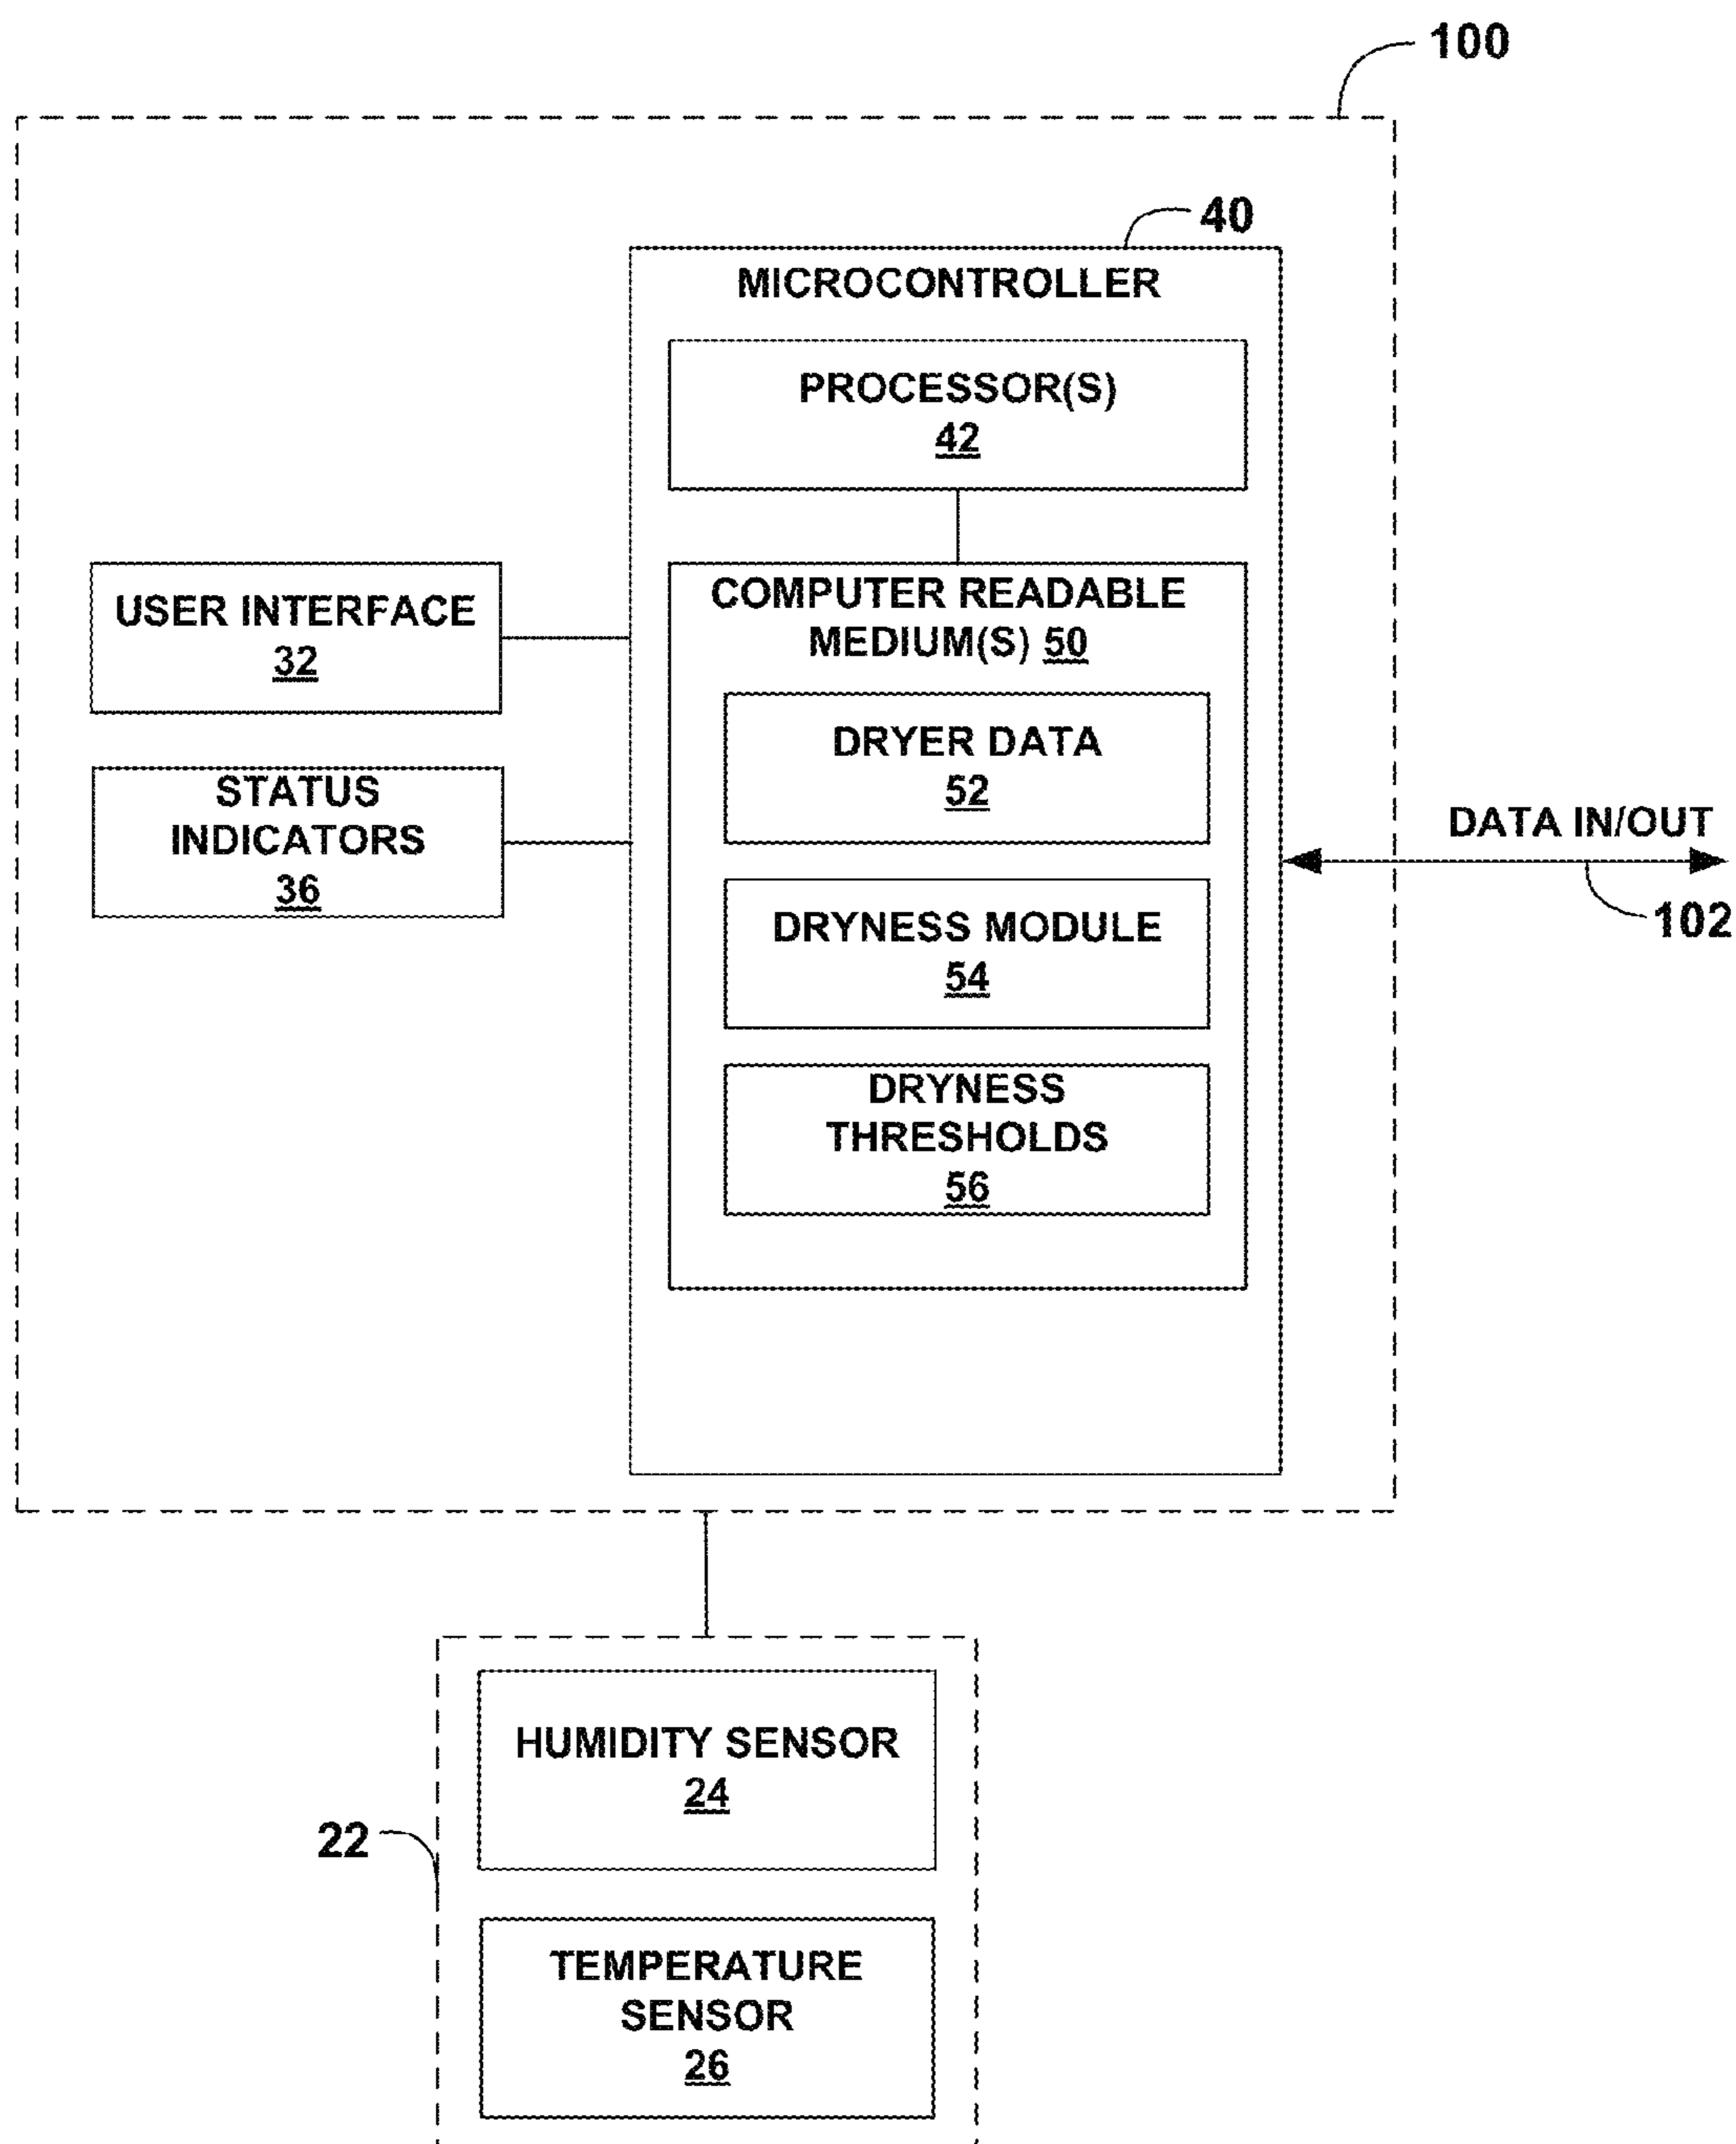 100
40
MICROCONTROLLER
PROCESSOR(S)
42
COMPUTER READABLE
MEDIUM(S) 50
USER INTERFACE
32
DRYER DATA
52
STATUS
INDICATORS
36
DATA IN/OUT
102
DRYNESS MODULE
54
DRYNESS
THRESHOLDS
56
HUMIDITY SENSOR
24
22
TEMPERATURE
SENSOR
26